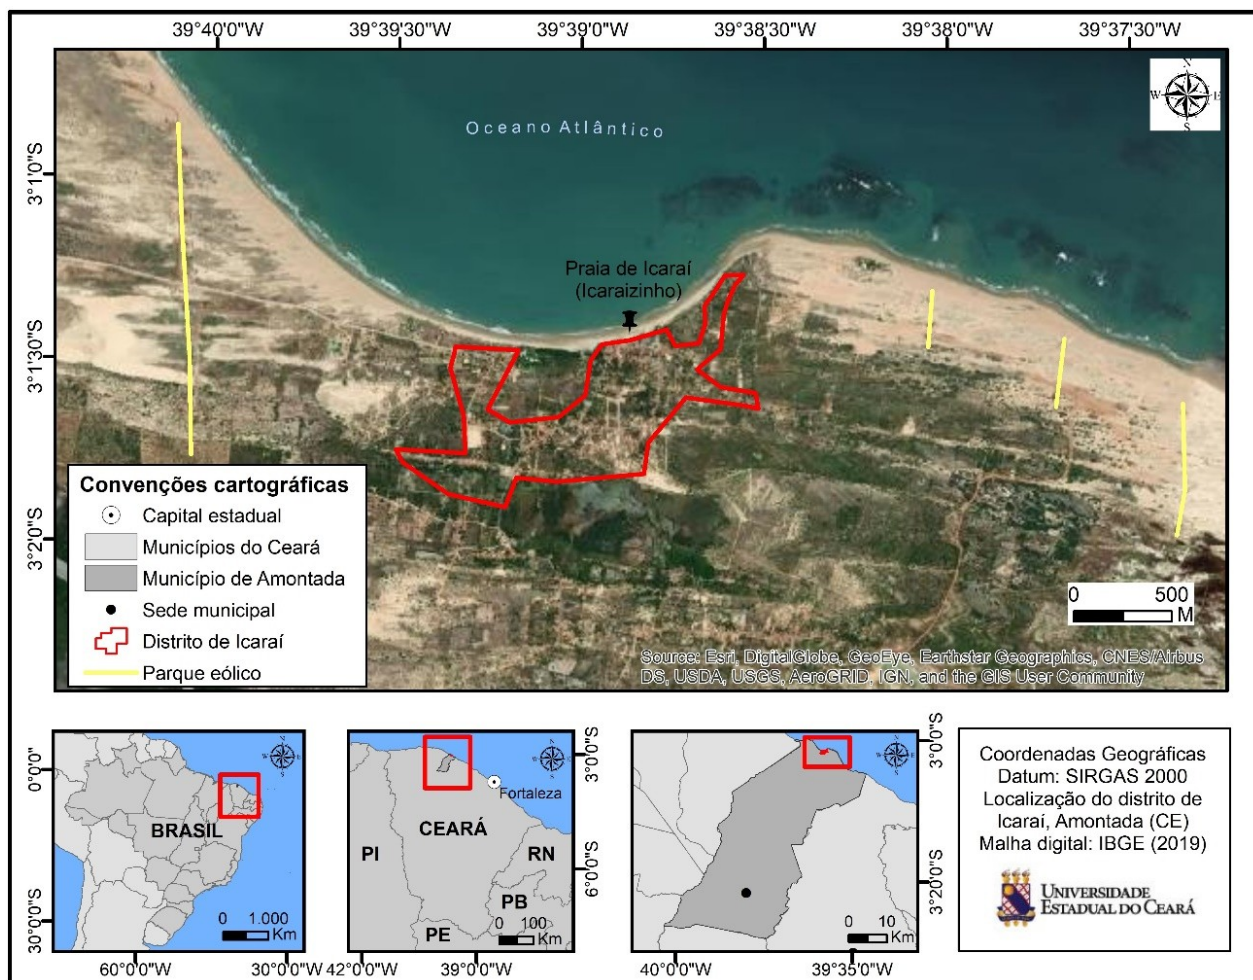 39°40'0"W 39°39'30"W 39°39'0"W 39°38'30"W 39°38'0"W 39°37'30"W
N
W E
S
Oceano Atlântico
3°1'0"S
Praia de Icaraí
(Icaraizinho)
3°1'30"S
3°2'0"S
Convenções cartográficas
Capital estadual
Municípios do Ceará
Município de Amontada
Sede municipal
Distrito de Icaraí
Parque eólico
0 500
M
Source: Esri, DigitalGlobe, GeoEye, Earthstar Geographics, CNES/Airbus
DS, USDA, USGS, AeroGRID, IGN, and the GIS User Community
0°0'0"
30°0'0"S
BRASIL
0 1.000
Km
60°0'0"W 30°0'0"W
3°0'0"S
6°0'0"S
Fortaleza
CEARÁ
PI
RN
PB
PE
0 100
Km
42°0'0"W 39°0'0"W
3°0'0"S
3°20'0"S
0 10
Km
40°0'0"W 39°35'0"W
Coordenadas Geográficas
Datum: SIRGAS 2000
Localização do distrito de
Icaraí, Amontada (CE)
Malha digital: IBGE (2019)
UNIVERSIDADE
ESTADUAL DO CEARÁ